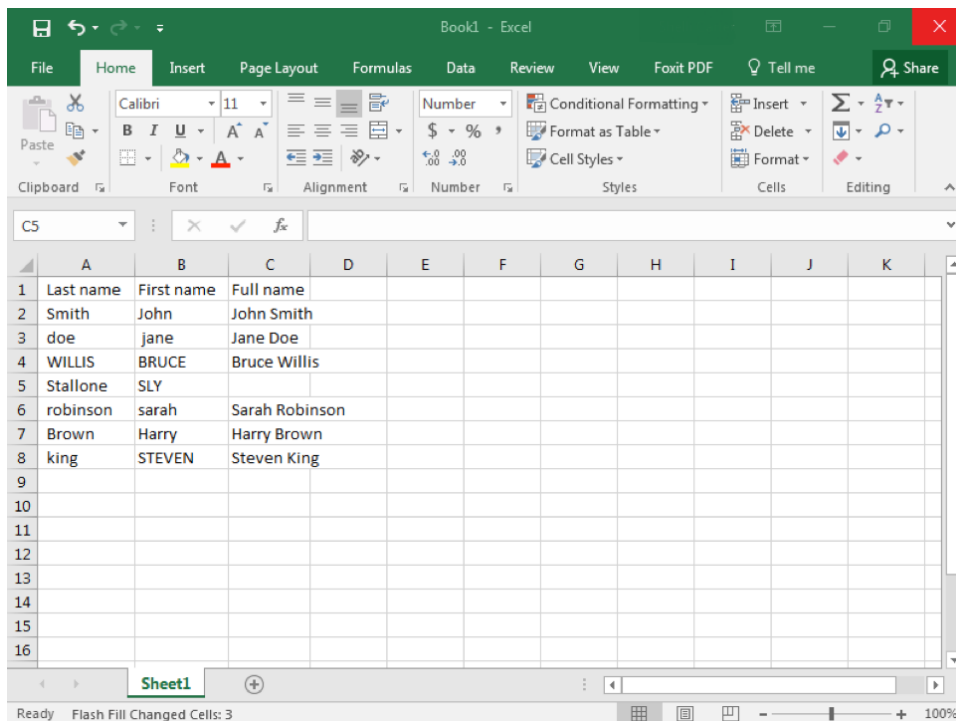 Book1 - Excel
File Home Insert Page Layout Formulas Data Review View Foxit PDF Tell me Share
Calibri 11 Number Conditional Formatting Insert Σ
Paste B I U A A $ % , Format as Table Delete
A .00 .0 Cell Styles Format
Clipboard Font Alignment Number Styles Cells Editing
C5 fx
A B C D E F G H I J K
1 Last name First name Full name
2 Smith John John Smith
3 doe jane Jane Doe
4 WILLIS BRUCE Bruce Willis
5 Stallone SLY
6 robinson sarah Sarah Robinson
7 Brown Harry Harry Brown
8 king STEVEN Steven King
9
10
11
12
13
14
15
16
Sheet1
Ready Flash Fill Changed Cells: 3 100%